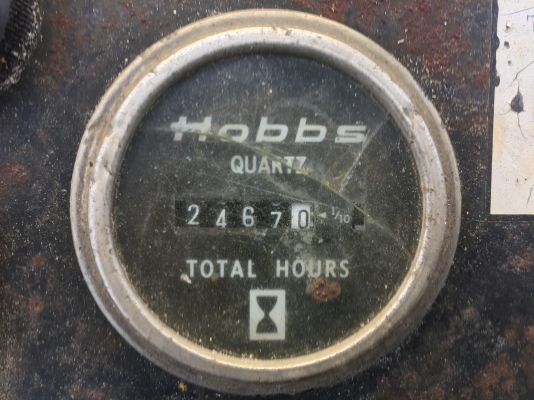 Hobbs
QUARTZ
24670 1/10
TOTAL HOURS